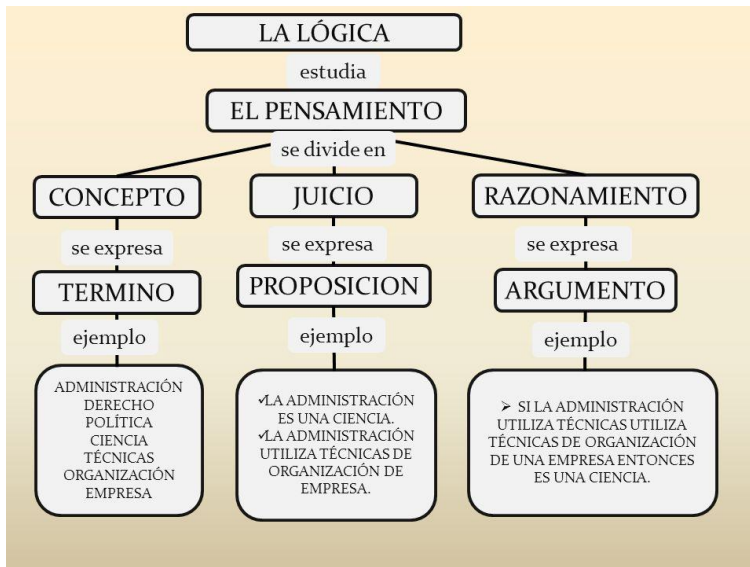 LA LÓGICA
estudia
EL PENSAMIENTO
se divide en
CONCEPTO
se expresa
TERMINO
ejemplo
ADMINISTRACIÓN
DERECHO
POLÍTICA
CIENCIA
TÉCNICAS
ORGANIZACIÓN
EMPRESA
JUICIO
se expresa
PROPOSICION
ejemplo
✓LA ADMINISTRACIÓN
ES UNA CIENCIA.
✓LA ADMINISTRACIÓN
UTILIZA TÉCNICAS DE
ORGANIZACIÓN DE
EMPRESA.
RAZONAMIENTO
se expresa
ARGUMENTO
ejemplo
➢ SI LA ADMINISTRACIÓN
UTILIZA TÉCNICAS UTILIZA
TÉCNICAS DE ORGANIZACIÓN
DE UNA EMPRESA ENTONCES
ES UNA CIENCIA.